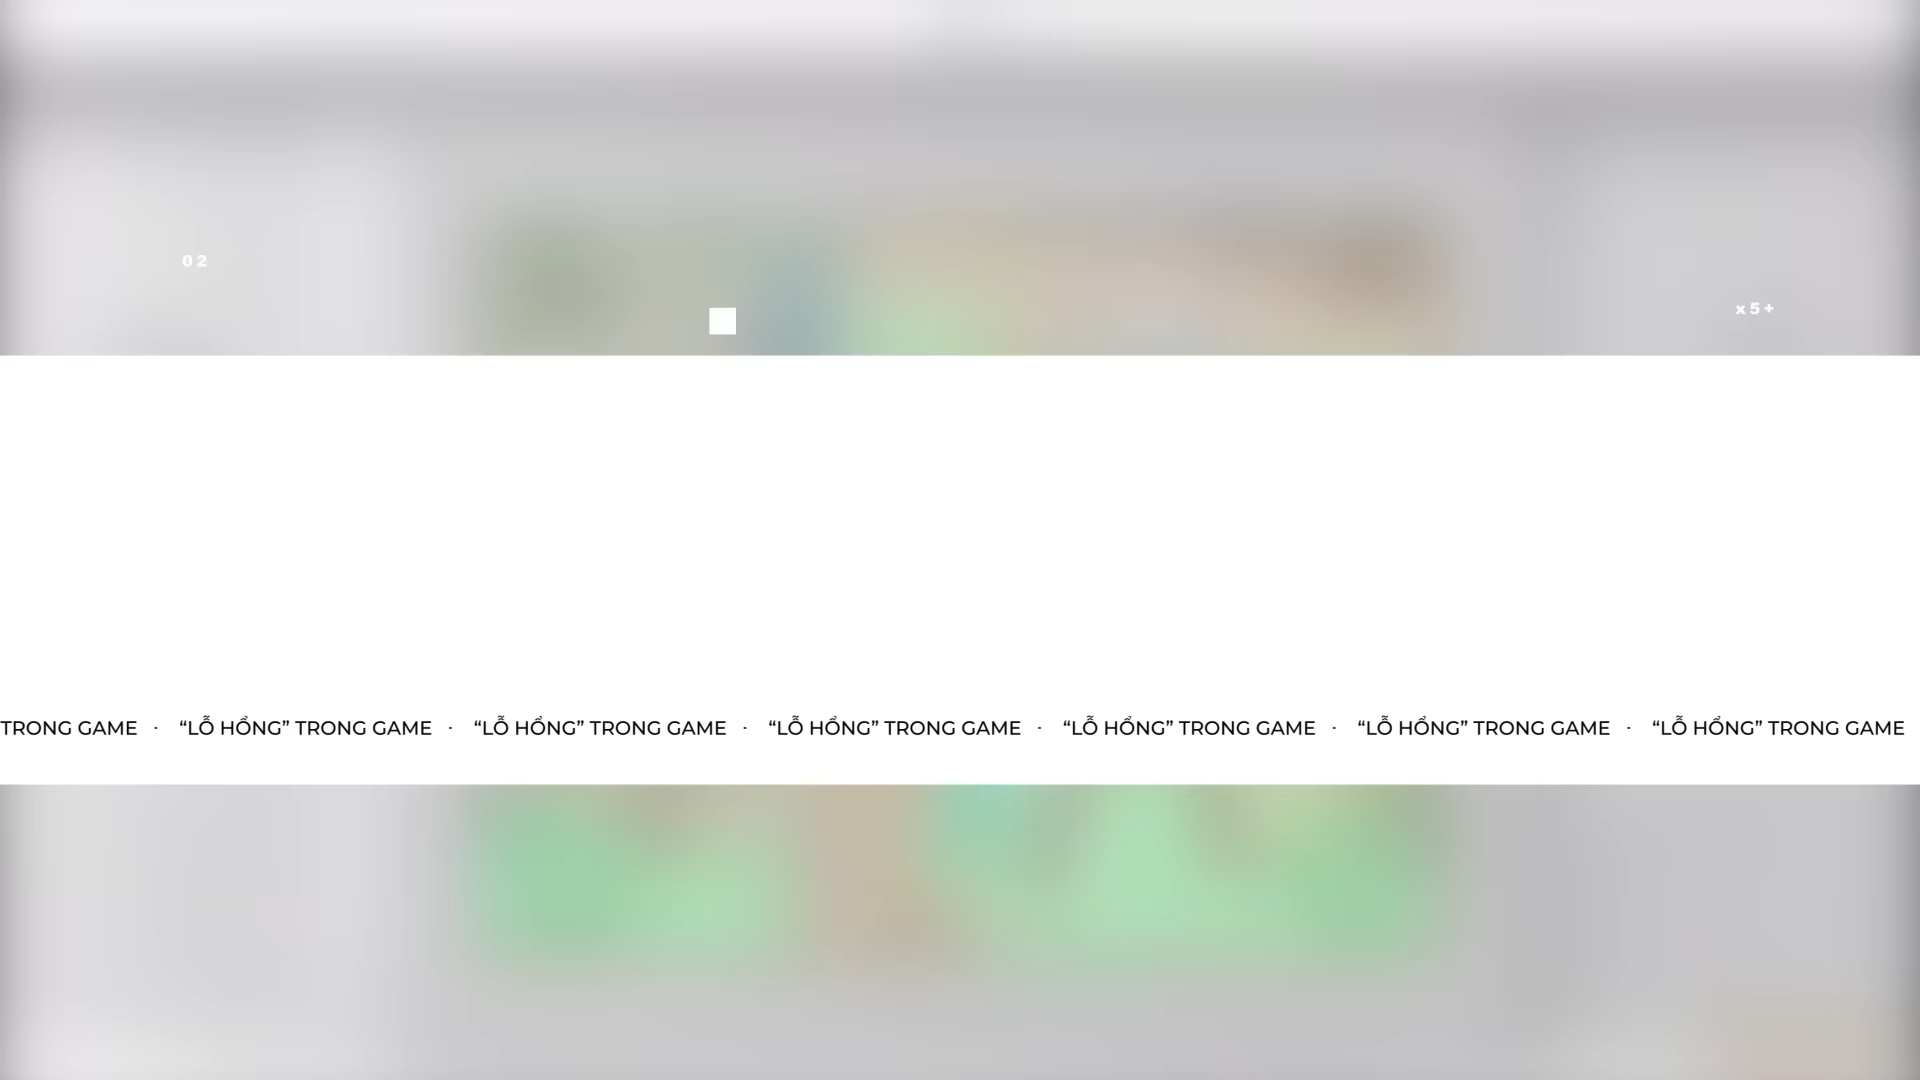 02
x5+
TRONG GAME · “LỖ HỔNG” TRONG GAME · “LỖ HỔNG” TRONG GAME · “LỖ HỔNG” TRONG GAME · “LỖ HỔNG” TRONG GAME · “LỖ HỔNG” TRONG GAME · “LỖ HỔNG” TRONG GAME